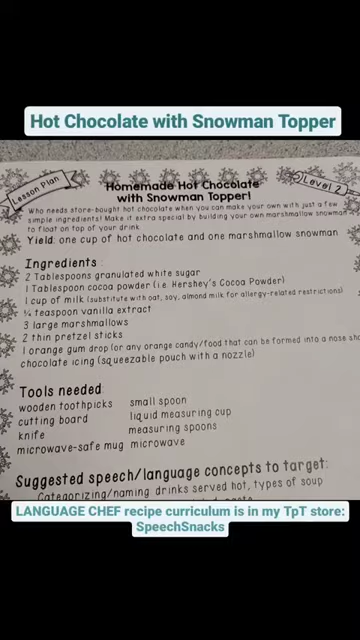 Hot Chocolate with Snowman Topper
Lesson Plan
Level 2
Homemade Hot Chocolate
with Snowman Topper!
Who needs store-bought hot chocolate when you can make your own with just a few
simple ingredients! Make it extra special by building your own marshmallow snowman
to float on top of your drink.
Yield: one cup of hot chocolate and one marshmallow snowman
Ingredients:
2 Tablespoons granulated white sugar
1 Tablespoon cocoa powder (i.e. Hershey's Cocoa Powder)
1 cup of milk (substitute with oat, soy, almond milk for allergy-related restrictions)
teaspoon vanilla extract
3 large marshmallows
2 thin pretzel sticks
1 orange gum drop (or any orange candy/food that can be formed into a nose
chocolate icing (squeezable pouch with a nozzle)
Tools needed:
wooden toothpicks small spoon
cutting board liquid measuring cup
knife measuring spoons
microwave-safe mug microwave
Suggested speech/language concepts to target:
Categorizing/naming drinks served hot, types of soup
LANGUAGE CHEF recipe curriculum is in my TpT store:
SpeechSnacks